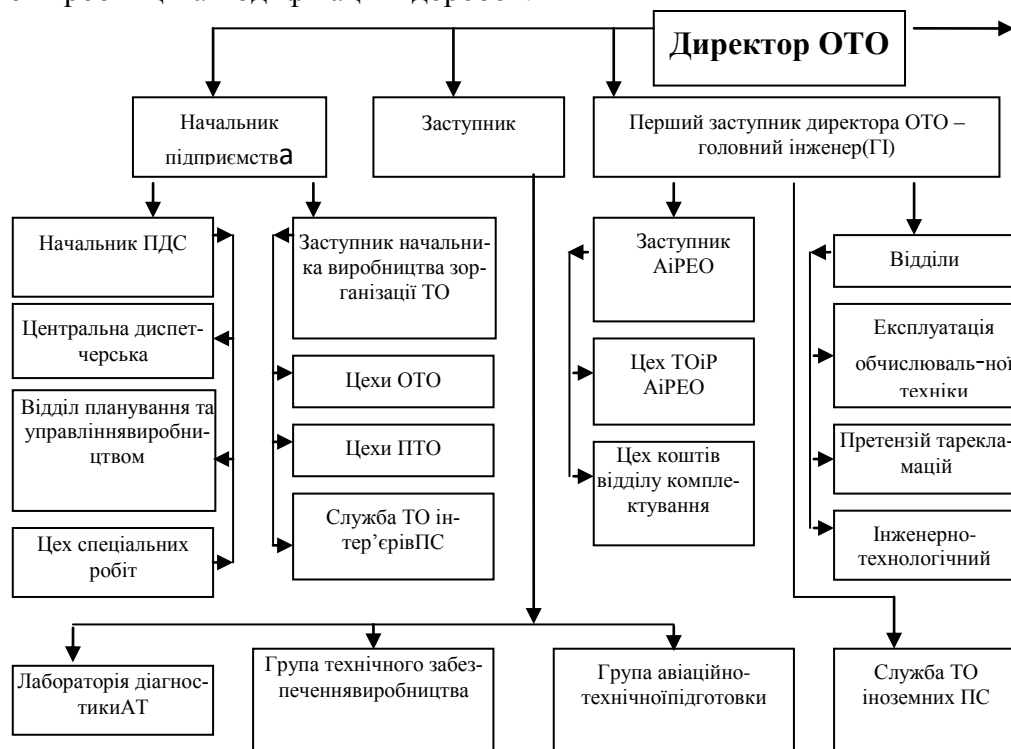 Директор ОТО
Начальник
підприємства
Заступник
Перший заступник директора ОТО –
головний інженер(ГІ)
Начальник ПДС
Заступник начальни-
ка виробництва зор-
ганізації ТО
Заступник
АіРЕО
Відділи
Центральна диспет-
черська
Цехи ОТО
Цех ТОіР
АіРЕО
Експлуатація
обчислюваль-ної
техніки
Відділ планування та
управліннявиробни-
цтвом
Цехи ПТО
Цех коштів
відділу компле-
ктування
Претензій тарекла-
мацій
Цех спеціальних
робіт
Служба ТО ін-
тер’єрівПС
Інженерно-
технологічний
Лабораторія діагнос-
тикиАТ
Група технічного забез-
печеннявиробництва
Група авіаційно-
технічноїпідготовки
Служба ТО
іноземних ПС